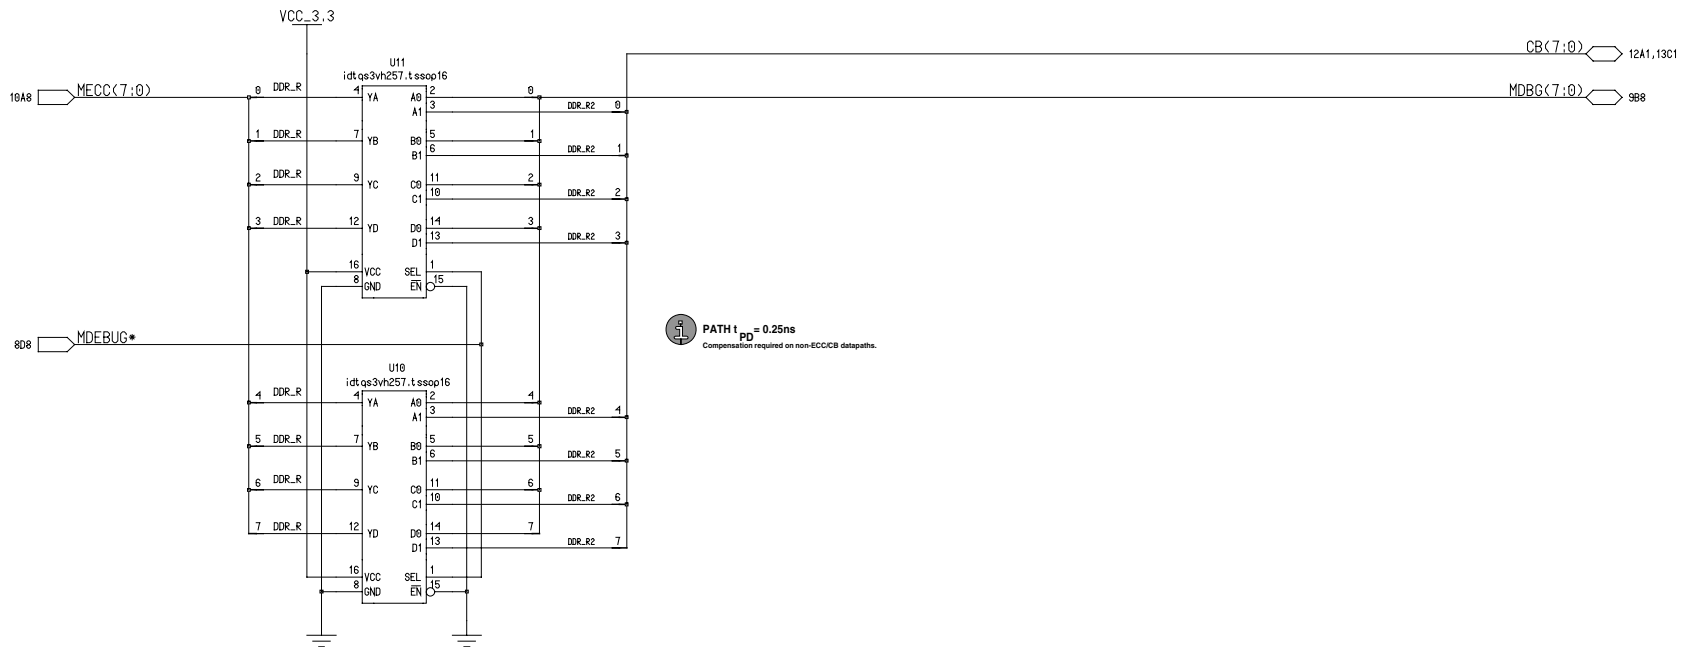 VCC_3.3
CB(7:0) 12A1,13C1
U11
idtqs3vh257.tssop16
10A8 MECC(7:0) 0 DDR_R 4 YA A0 2 0 MDBG(7:0) 9B8
A1 3 DDR_R2 0
1 DDR_R 7 YB B0 5 1
B1 6 DDR_R2 1
2 DDR_R 9 YC C0 11 2
C1 10 DDR_R2 2
3 DDR_R 12 YD D0 14 3
D1 13 DDR_R2 3
16 VCC SEL 1
8 GND EN 15
PATH tPD = 0.25ns
Compensation required on non-ECC/CB datapaths.
8D8 MDEBUG*
U10
idtqs3vh257.tssop16
4 DDR_R 4 YA A0 2 4
A1 3 DDR_R2 4
5 DDR_R 7 YB B0 5 5
B1 6 DDR_R2 5
6 DDR_R 9 YC C0 11 6
C1 10 DDR_R2 6
7 DDR_R 12 YD D0 14 7
D1 13 DDR_R2 7
16 VCC SEL 1
8 GND EN 15